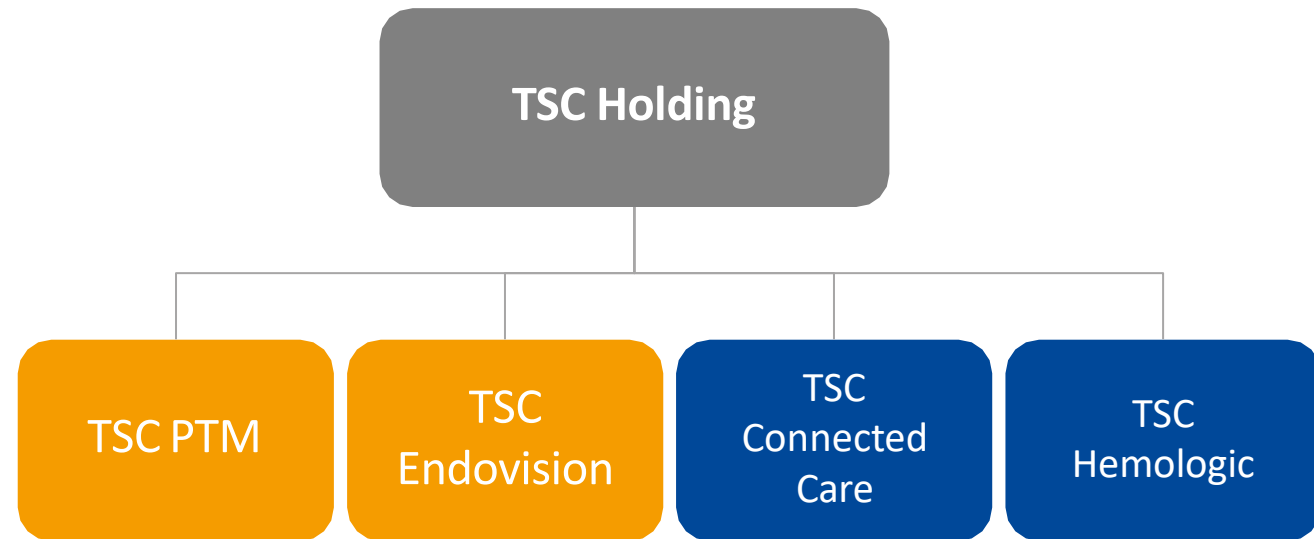 TSC Holding
TSC PTM
TSC
Endovision
TSC
Connected
Care
TSC
Hemologic